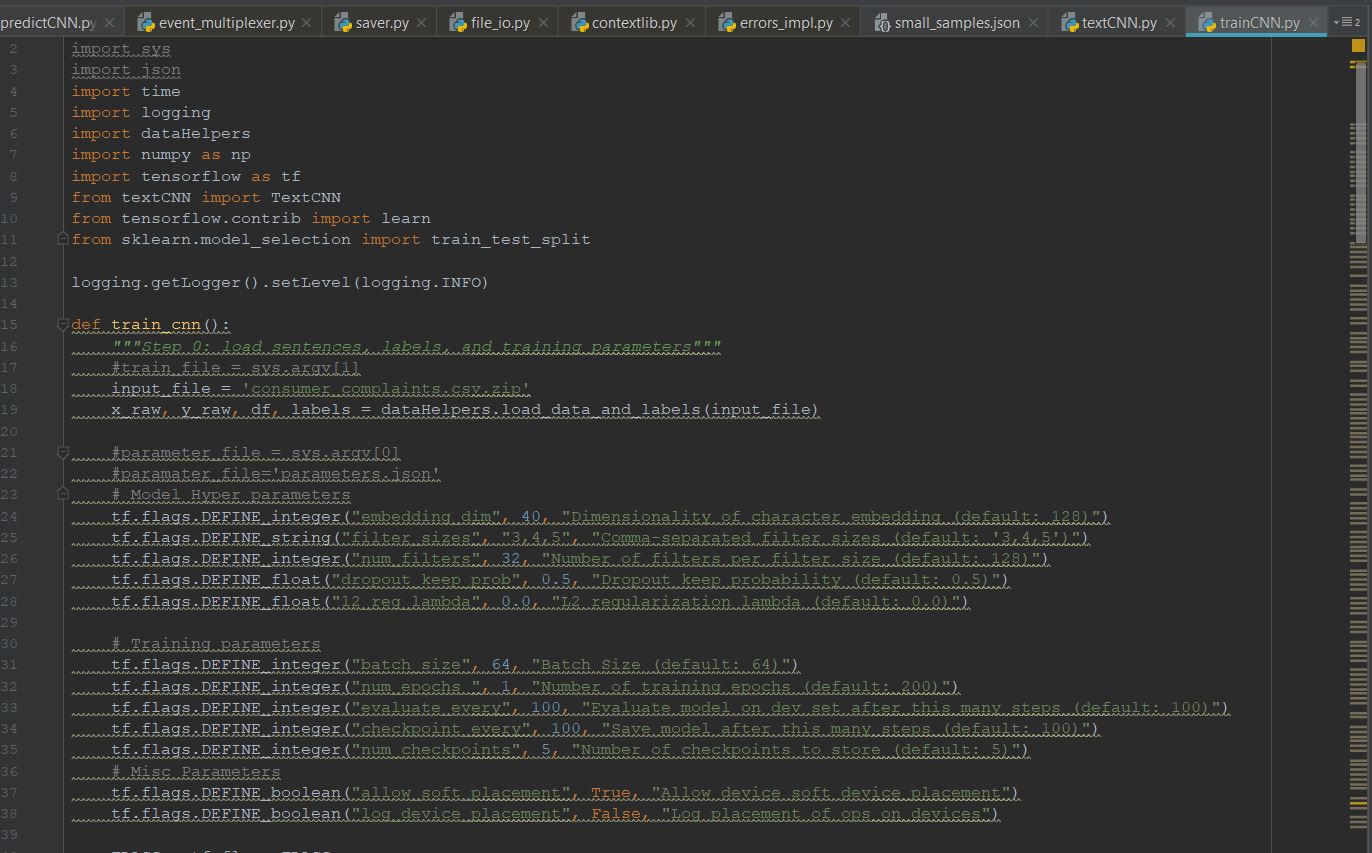 predictCNN.py event_multiplexer.py saver.py file_io.py contextlib.py errors_impl.py small_samples.json textCNN.py trainCNN.py 2
2 import sys
3 import json
4 import time
5 import logging
6 import dataHelpers
7 import numpy as np
8 import tensorflow as tf
9 from textCNN import TextCNN
10 from tensorflow.contrib import learn
11 from sklearn.model_selection import train_test_split
12
13 logging.getLogger().setLevel(logging.INFO)
14
15 def train_cnn():
16 """Step 0: load sentences, labels, and training parameters"""
17 #train_file = sys.argv[1]
18 input_file = 'consumer_complaints.csv.zip'
19 x_raw, y_raw, df, labels = dataHelpers.load_data_and_labels(input_file)
20
21 #parameter_file = sys.argv[0]
22 #paramater_file='parameters.json'
23 # Model Hyper parameters
24 tf.flags.DEFINE_integer("embedding_dim", 40, "Dimensionality of character embedding (default: 128)")
25 tf.flags.DEFINE_string("filter_sizes", "3,4,5", "Comma-separated filter sizes (default: '3,4,5')")
26 tf.flags.DEFINE_integer("num_filters", 32, "Number of filters per filter size (default: 128)")
27 tf.flags.DEFINE_float("dropout_keep_prob", 0.5, "Dropout keep probability (default: 0.5)")
28 tf.flags.DEFINE_float("l2_reg_lambda", 0.0, "L2 regularization lambda (default: 0.0)")
29
30 # Training parameters
31 tf.flags.DEFINE_integer("batch_size", 64, "Batch Size (default: 64)")
32 tf.flags.DEFINE_integer("num_epochs ", 1, "Number of training epochs (default: 200)")
33 tf.flags.DEFINE_integer("evaluate_every", 100, "Evaluate model on dev set after this many steps (default: 100)")
34 tf.flags.DEFINE_integer("checkpoint_every", 100, "Save model after this many steps (default: 100)")
35 tf.flags.DEFINE_integer("num_checkpoints", 5, "Number of checkpoints to store (default: 5)")
36 # Misc Parameters
37 tf.flags.DEFINE_boolean("allow_soft_placement", True, "Allow device soft device placement")
38 tf.flags.DEFINE_boolean("log_device_placement", False, "Log placement of ops on devices")
39